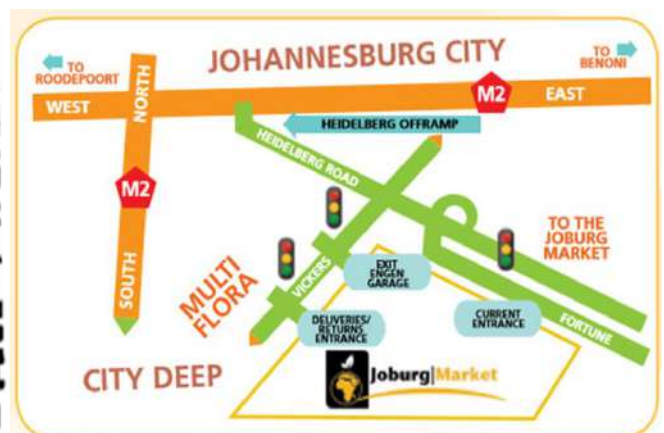 JOHANNESBURG CITY
TO
ROODEPOORT
TO
BENONI
WEST
NORTH
M2
EAST
HEIDELBERG OFFRAMP
HEIDELBERG ROAD
M2
SOUTH
TO THE
JOBURG
MARKET
MULTI
FLORA
VICKERS
EXIT
ENGEN
GARAGE
DELIVERIES/
RETURNS
ENTRANCE
CURRENT
ENTRANCE
FORTUNE
CITY DEEP
Joburg|Market